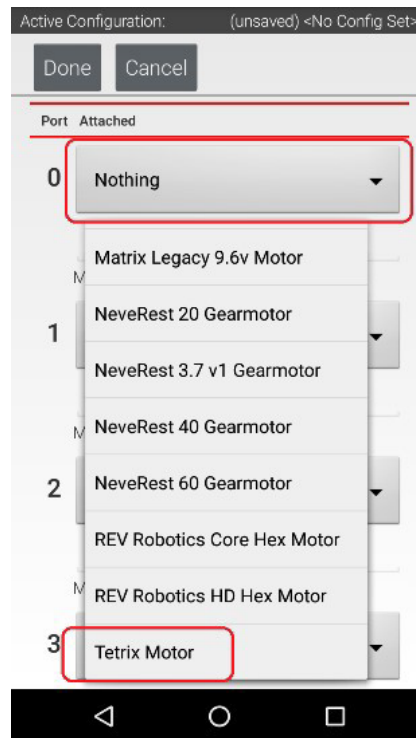 Active Configuration: (unsaved) <No Config Set>
Done Cancel
Port Attached
0 Nothing
Matrix Legacy 9.6v Motor
M
NeveRest 20 Gearmotor
1
NeveRest 3.7 v1 Gearmotor
M NeveRest 40 Gearmotor
2 NeveRest 60 Gearmotor
REV Robotics Core Hex Motor
M REV Robotics HD Hex Motor
3 Tetrix Motor